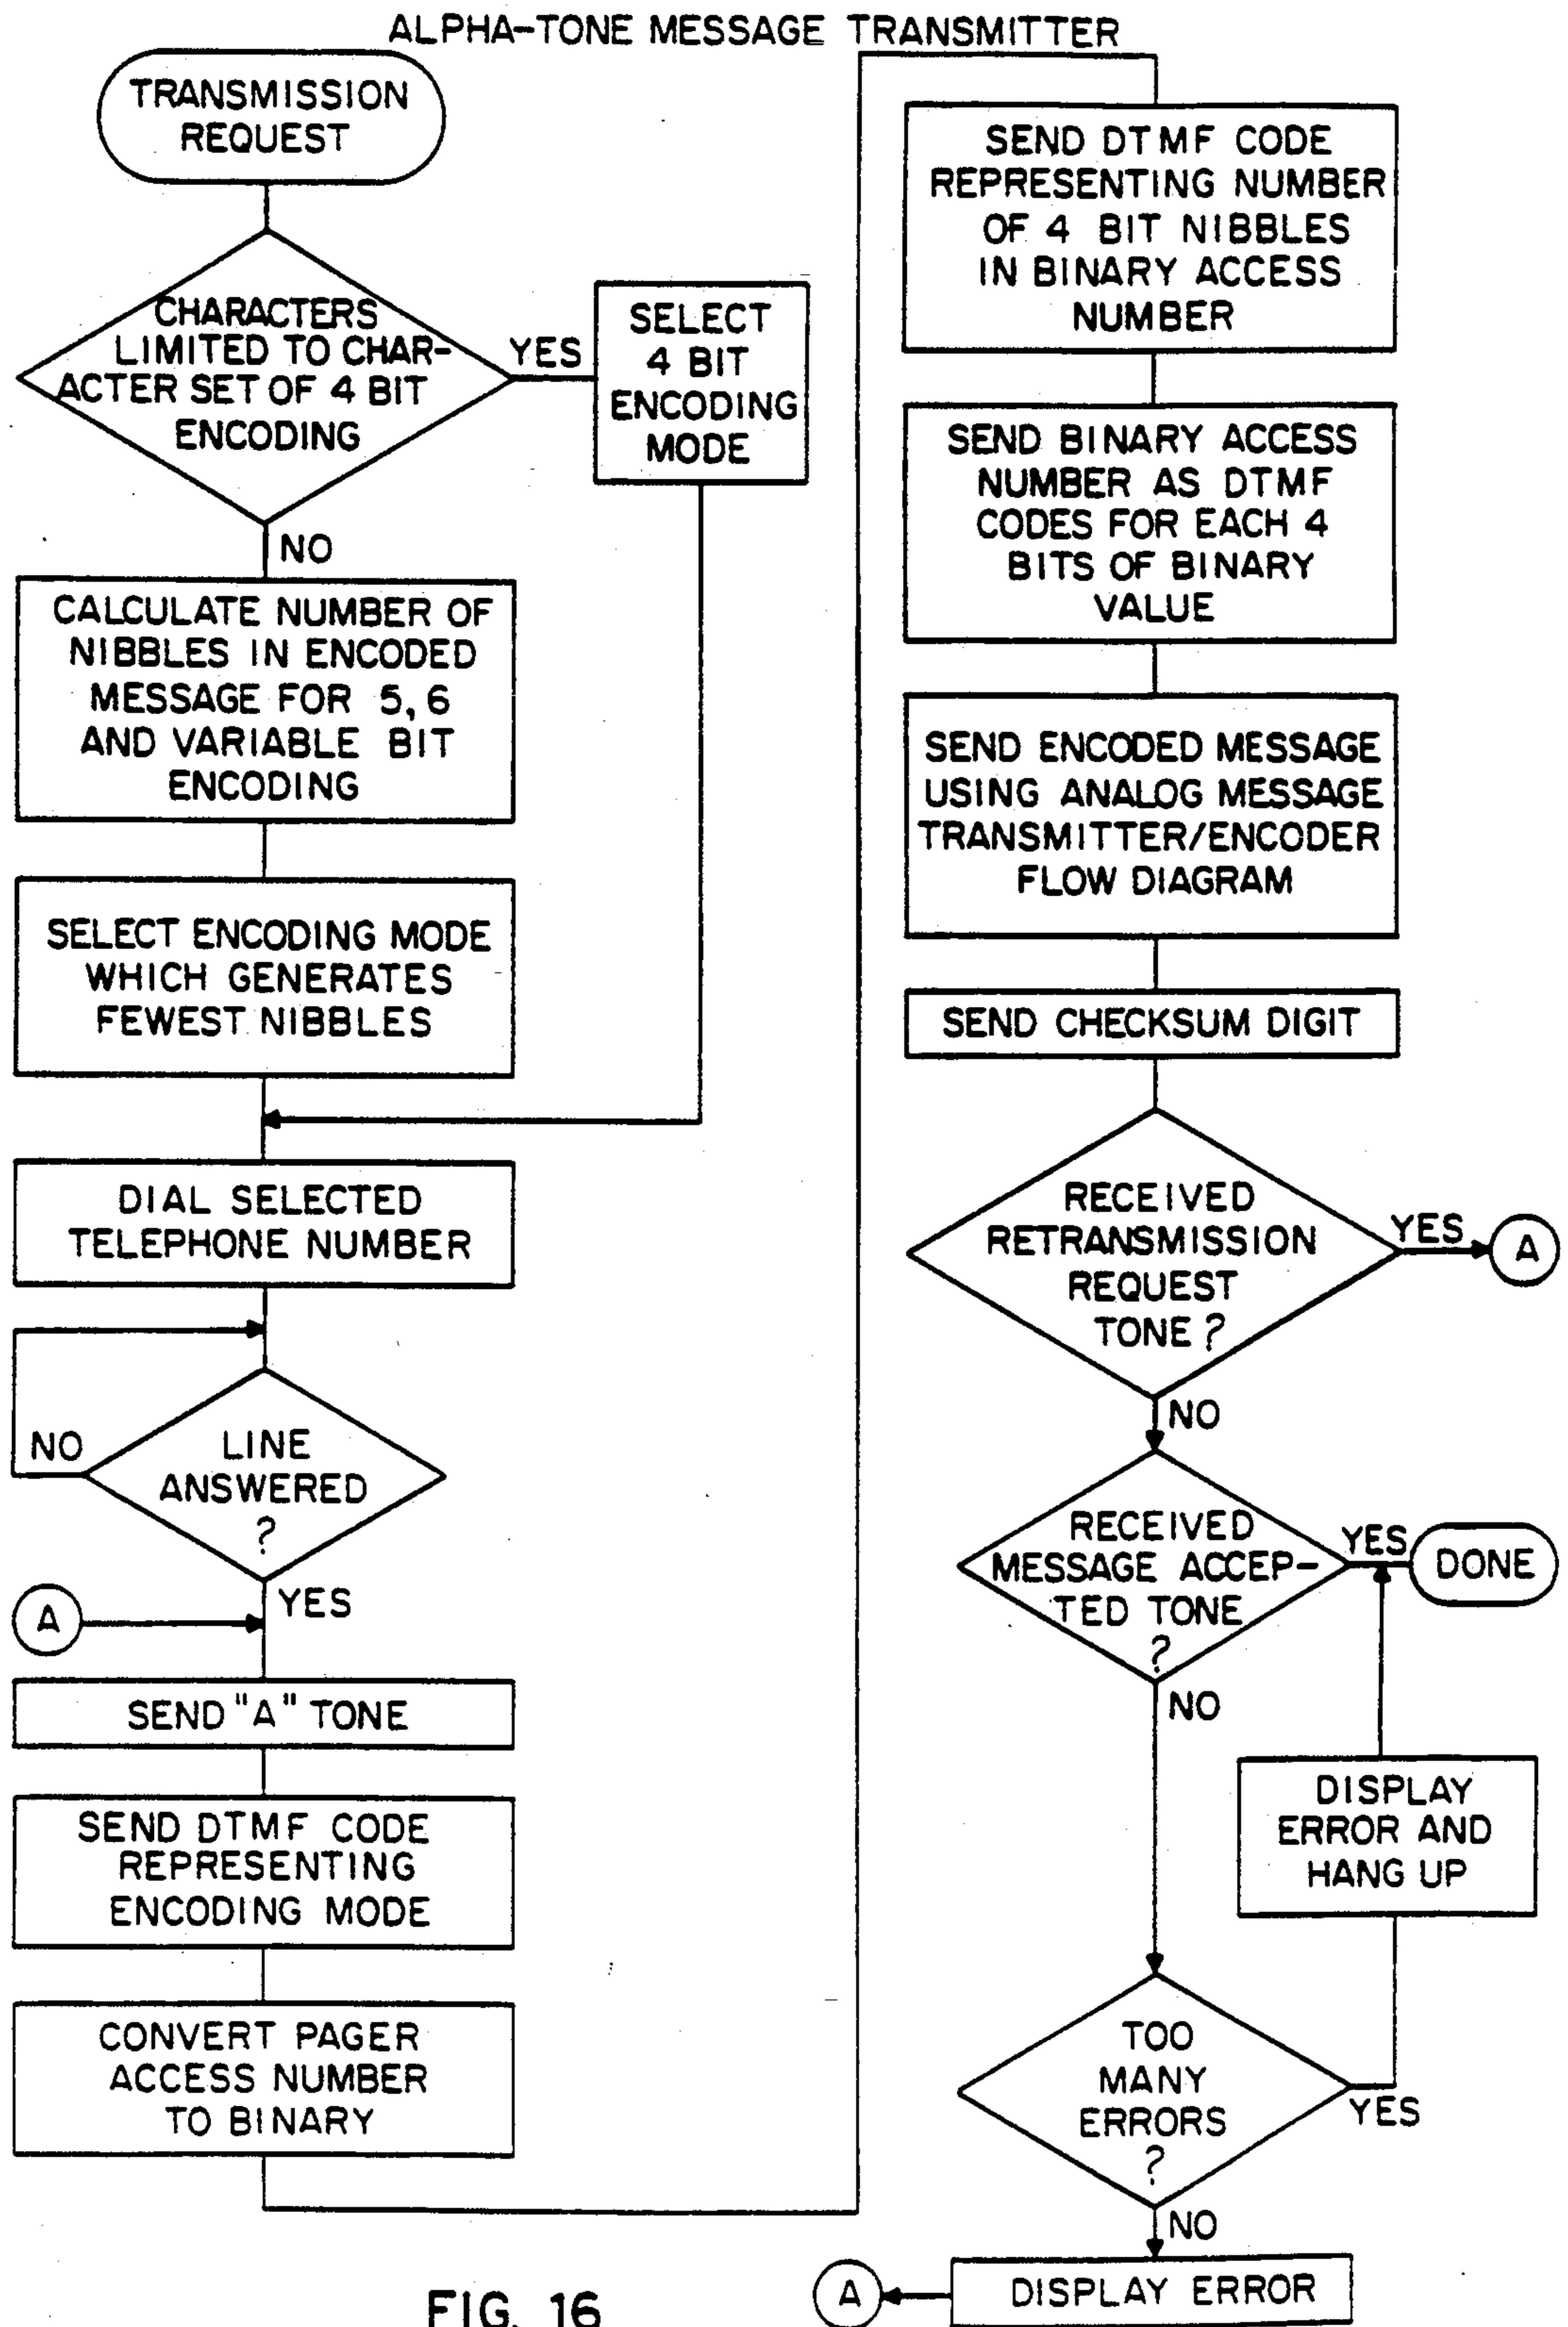 ALPHA-TONE MESSAGE TRANSMITTER
TRANSMISSION
REQUEST
CHARACTERS
LIMITED TO CHAR-
ACTER SET OF 4 BIT
ENCODING
YES
SELECT
4 BIT
ENCODING
MODE
NO
CALCULATE NUMBER OF
NIBBLES IN ENCODED
MESSAGE FOR 5,6
AND VARIABLE BIT
ENCODING
SELECT ENCODING MODE
WHICH GENERATES
FEWEST NIBBLES
DIAL SELECTED
TELEPHONE NUMBER
NO
LINE
ANSWERED
?
YES
A
SEND "A" TONE
SEND DTMF CODE
REPRESENTING
ENCODING MODE
CONVERT PAGER
ACCESS NUMBER
TO BINARY
SEND DTMF CODE
REPRESENTING NUMBER
OF 4 BIT NIBBLES
IN BINARY ACCESS
NUMBER
SEND BINARY ACCESS
NUMBER AS DTMF
CODES FOR EACH 4
BITS OF BINARY
VALUE
SEND ENCODED MESSAGE
USING ANALOG MESSAGE
TRANSMITTER/ENCODER
FLOW DIAGRAM
SEND CHECKSUM DIGIT
RECEIVED
RETRANSMISSION
REQUEST
TONE?
YES
A
NO
RECEIVED
MESSAGE ACCEP-
TED TONE
?
YES
DONE
NO
DISPLAY
ERROR AND
HANG UP
TOO
MANY
ERRORS
?
YES
NO
DISPLAY ERROR
A
FIG. 16